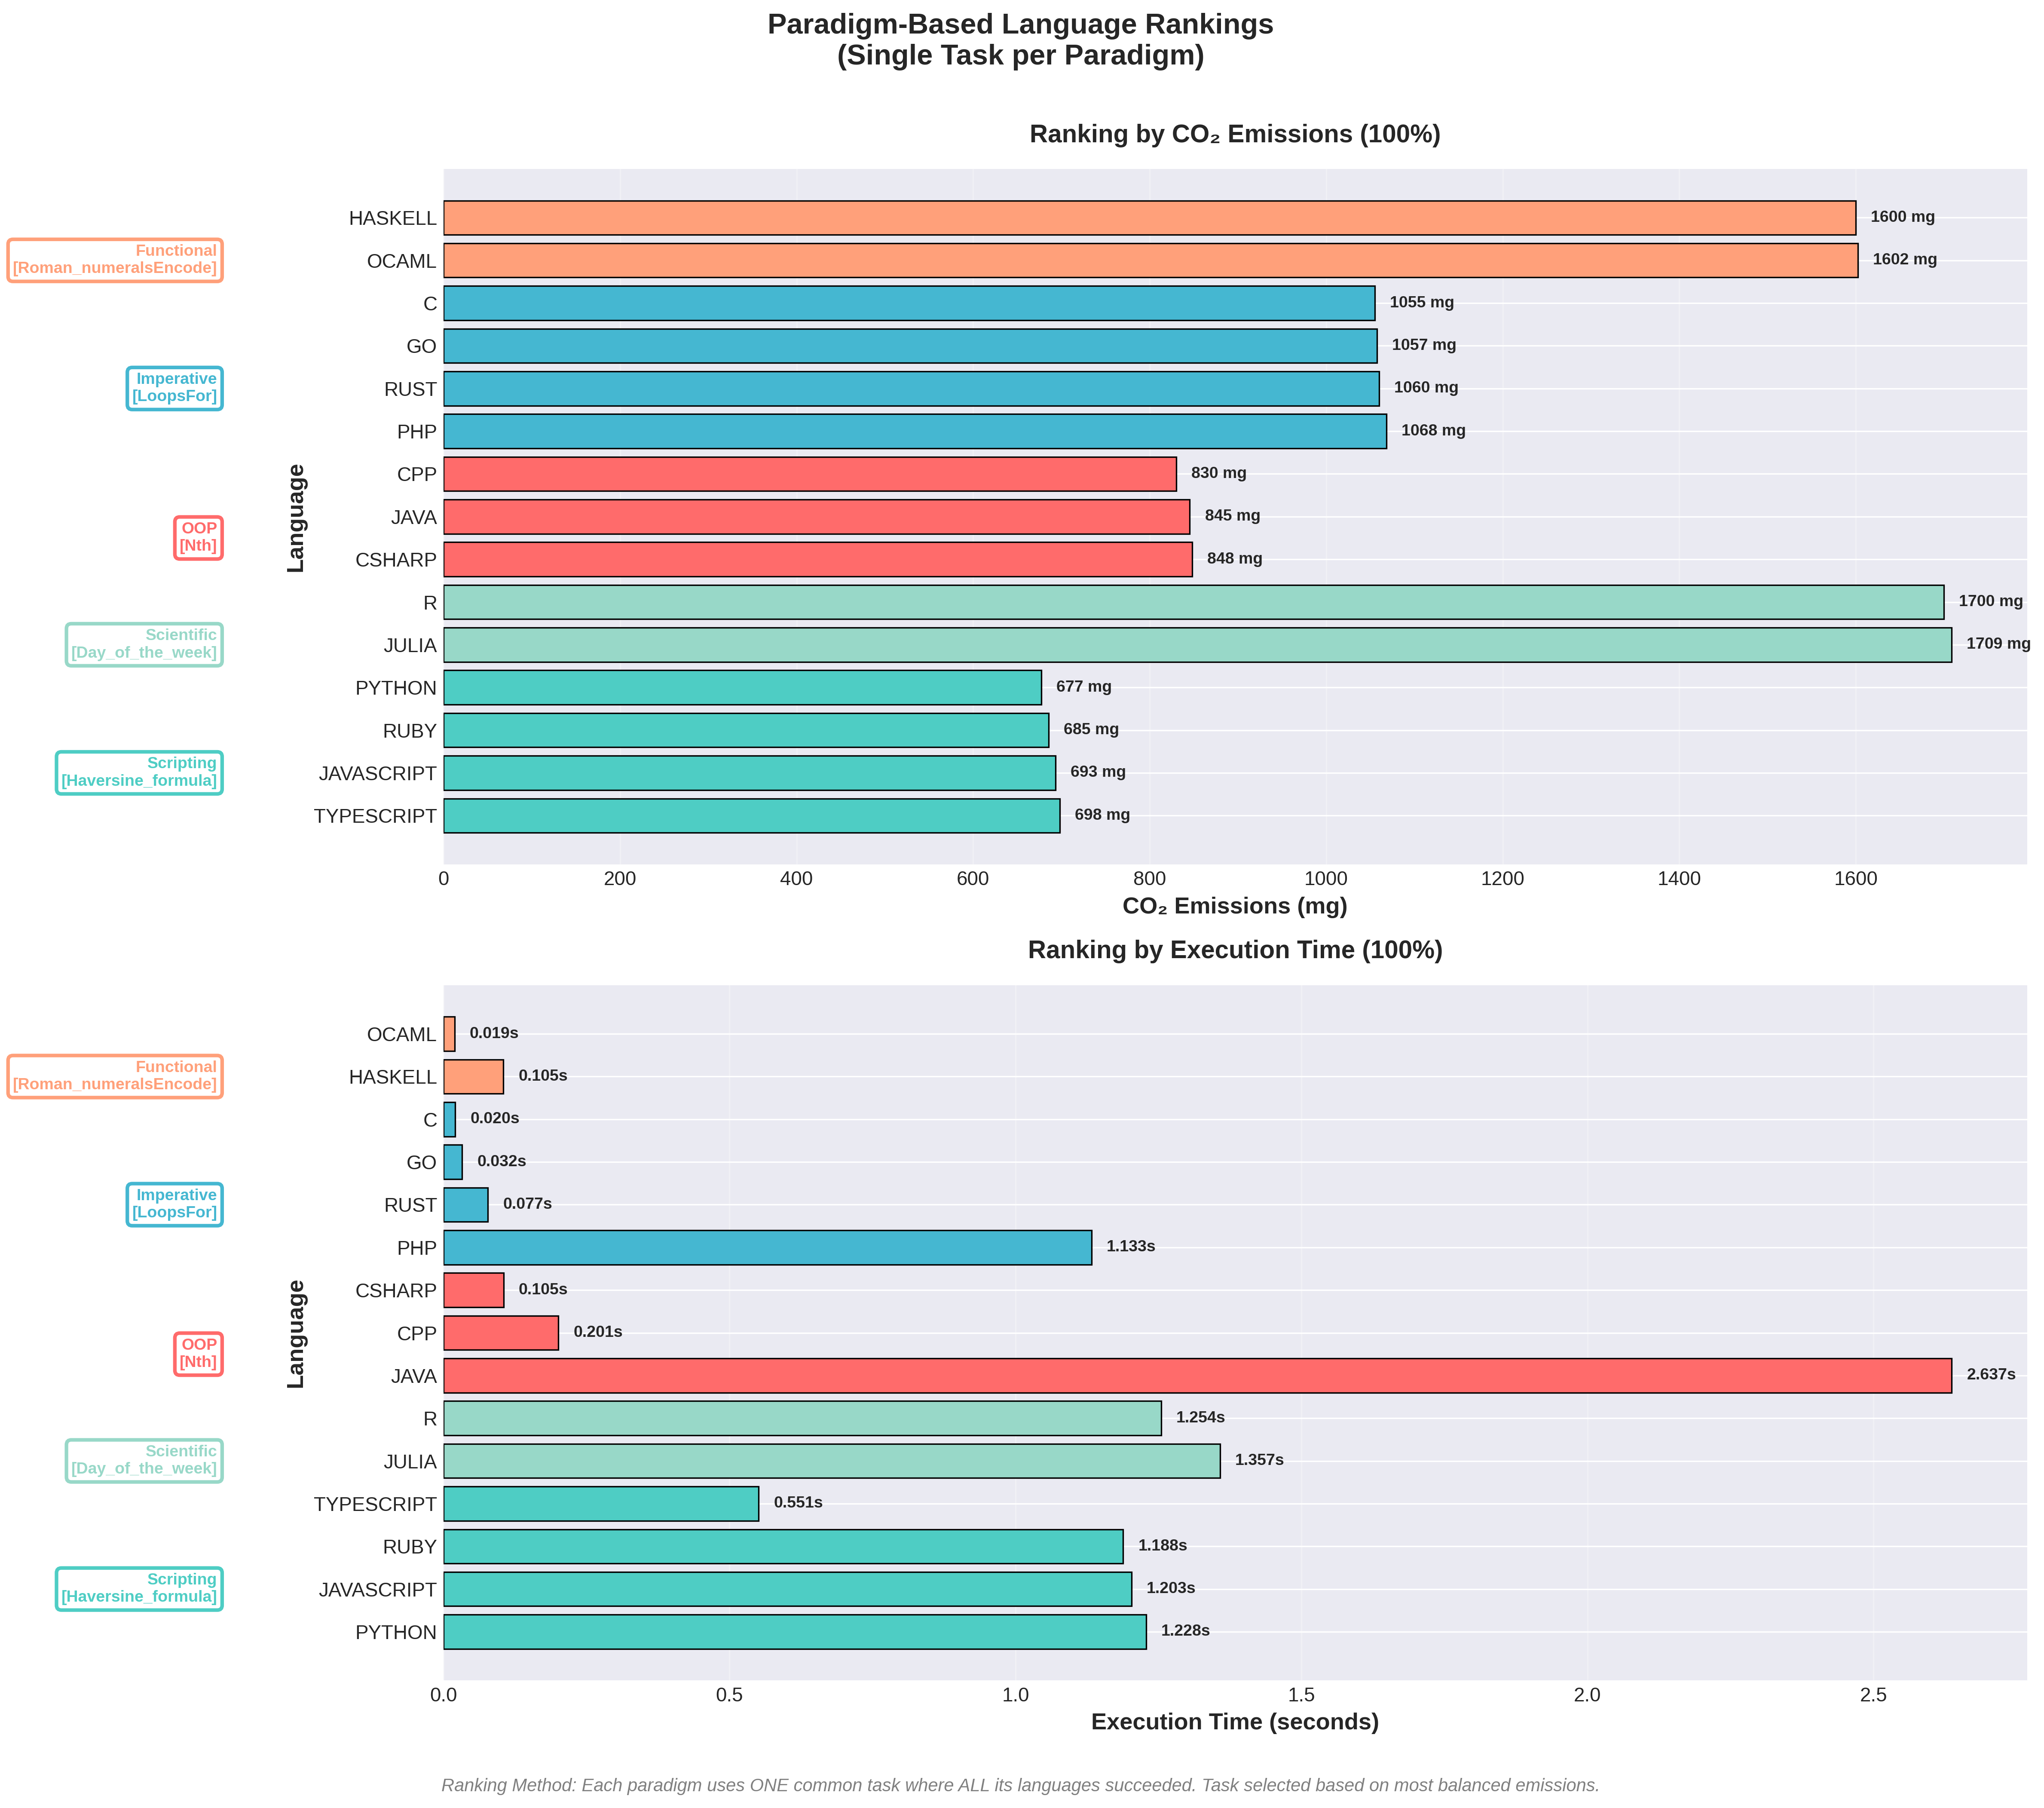 Paradigm-Based Language Rankings
(Single Task per Paradigm)
Ranking by CO₂ Emissions (100%)
Functional
[Roman_numeralsEncode]
Imperative
[LoopsFor]
OOP
[Nth]
Scientific
[Day_of_the_week]
Scripting
[Haversine_formula]
Language
HASKELL 1600 mg
OCAML 1602 mg
C 1055 mg
GO 1057 mg
RUST 1060 mg
PHP 1068 mg
CPP 830 mg
JAVA 845 mg
CSHARP 848 mg
R 1700 mg
JULIA 1709 mg
PYTHON 677 mg
RUBY 685 mg
JAVASCRIPT 693 mg
TYPESCRIPT 698 mg
0 200 400 600 800 1000 1200 1400 1600
CO₂ Emissions (mg)
Ranking by Execution Time (100%)
Functional
[Roman_numeralsEncode]
Imperative
[LoopsFor]
OOP
[Nth]
Scientific
[Day_of_the_week]
Scripting
[Haversine_formula]
Language
OCAML 0.019s
HASKELL 0.105s
C 0.020s
GO 0.032s
RUST 0.077s
PHP 1.133s
CSHARP 0.105s
CPP 0.201s
JAVA 2.637s
R 1.254s
JULIA 1.357s
TYPESCRIPT 0.551s
RUBY 1.188s
JAVASCRIPT 1.203s
PYTHON 1.228s
0.0 0.5 1.0 1.5 2.0 2.5
Execution Time (seconds)
Ranking Method: Each paradigm uses ONE common task where ALL its languages succeeded. Task selected based on most balanced emissions.